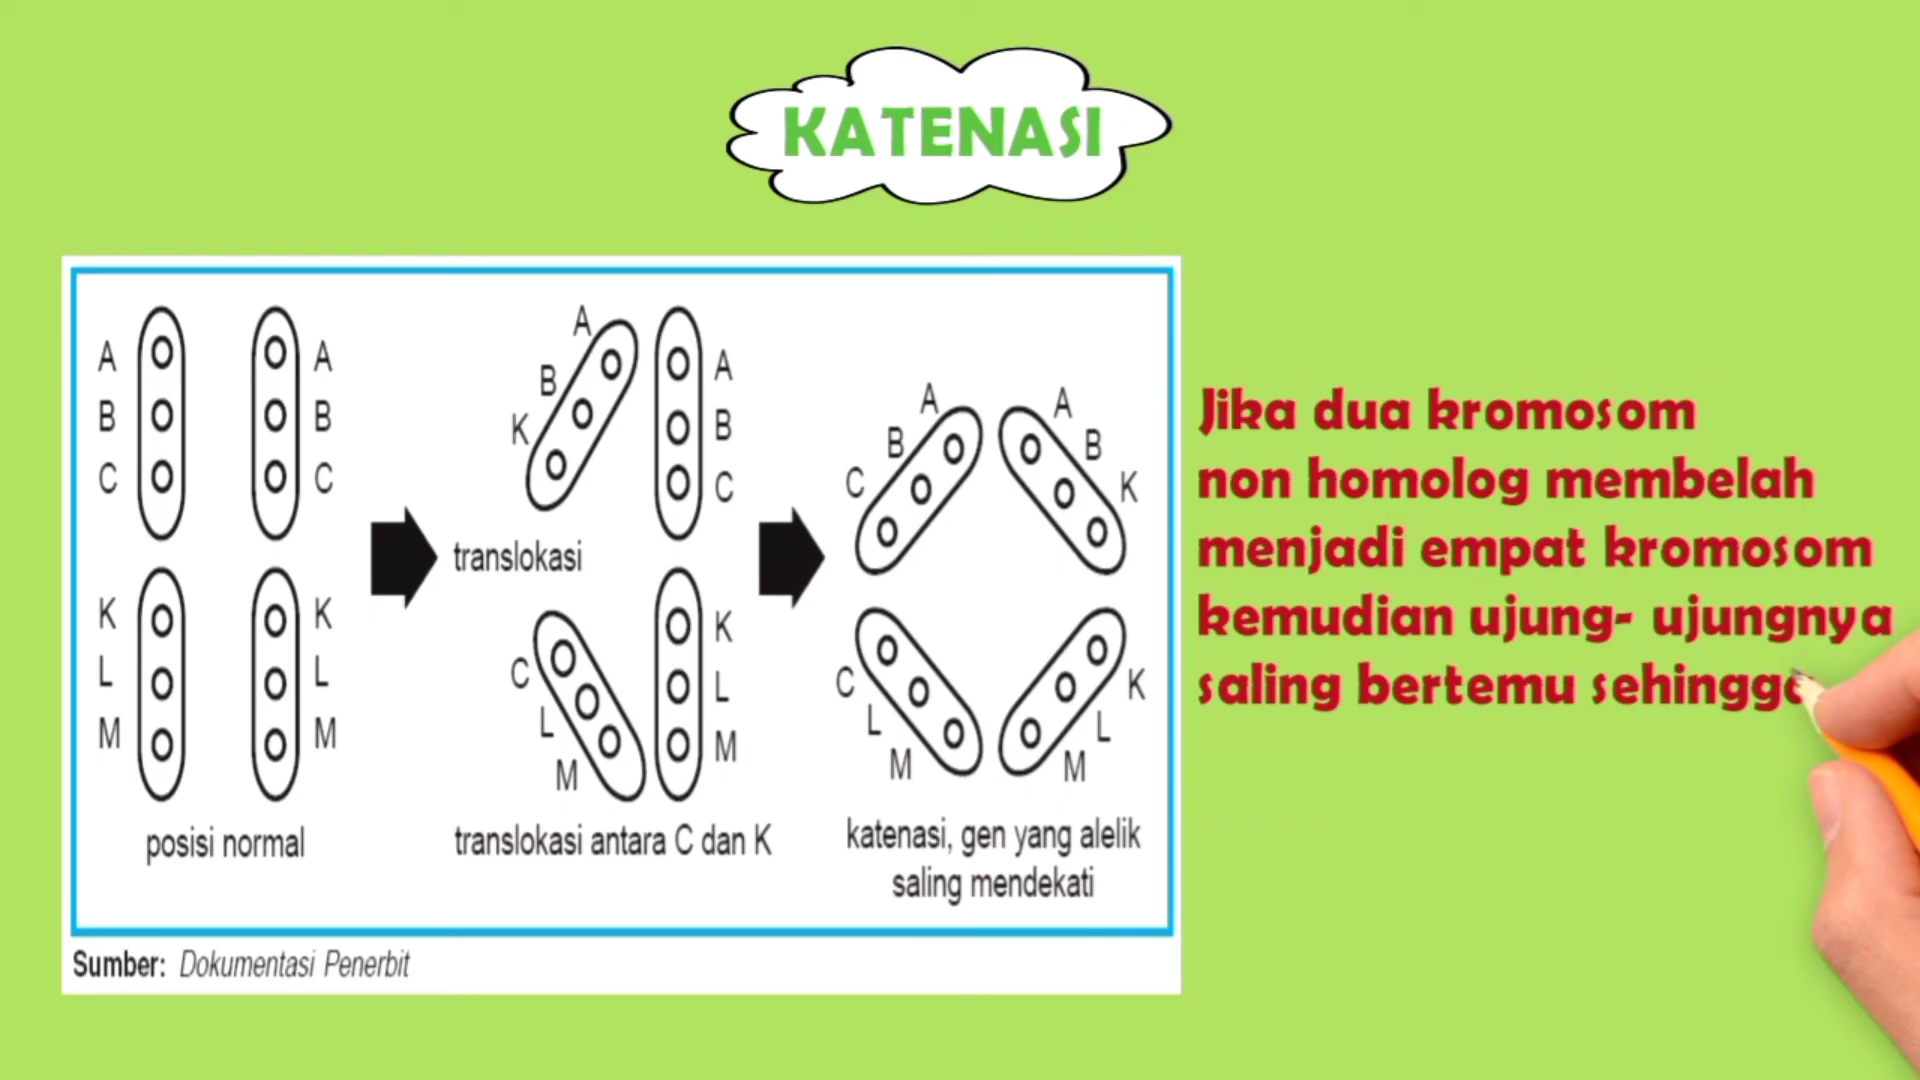 KATENASI
A A
B B
C C
K K
L L
M M
posisi normal
A
B
K
A
B
C
translokasi
C
L
M
K
L
M
translokasi antara C dan K
A
B
C
A
B
K
C
L
M
K
L
M
katenasi, gen yang alelik
saling mendekati
Sumber: Dokumentasi Penerbit
Jika dua kromosom
non homolog membelah
menjadi empat kromosom
kemudian ujung- ujungnya
saling bertemu sehingga